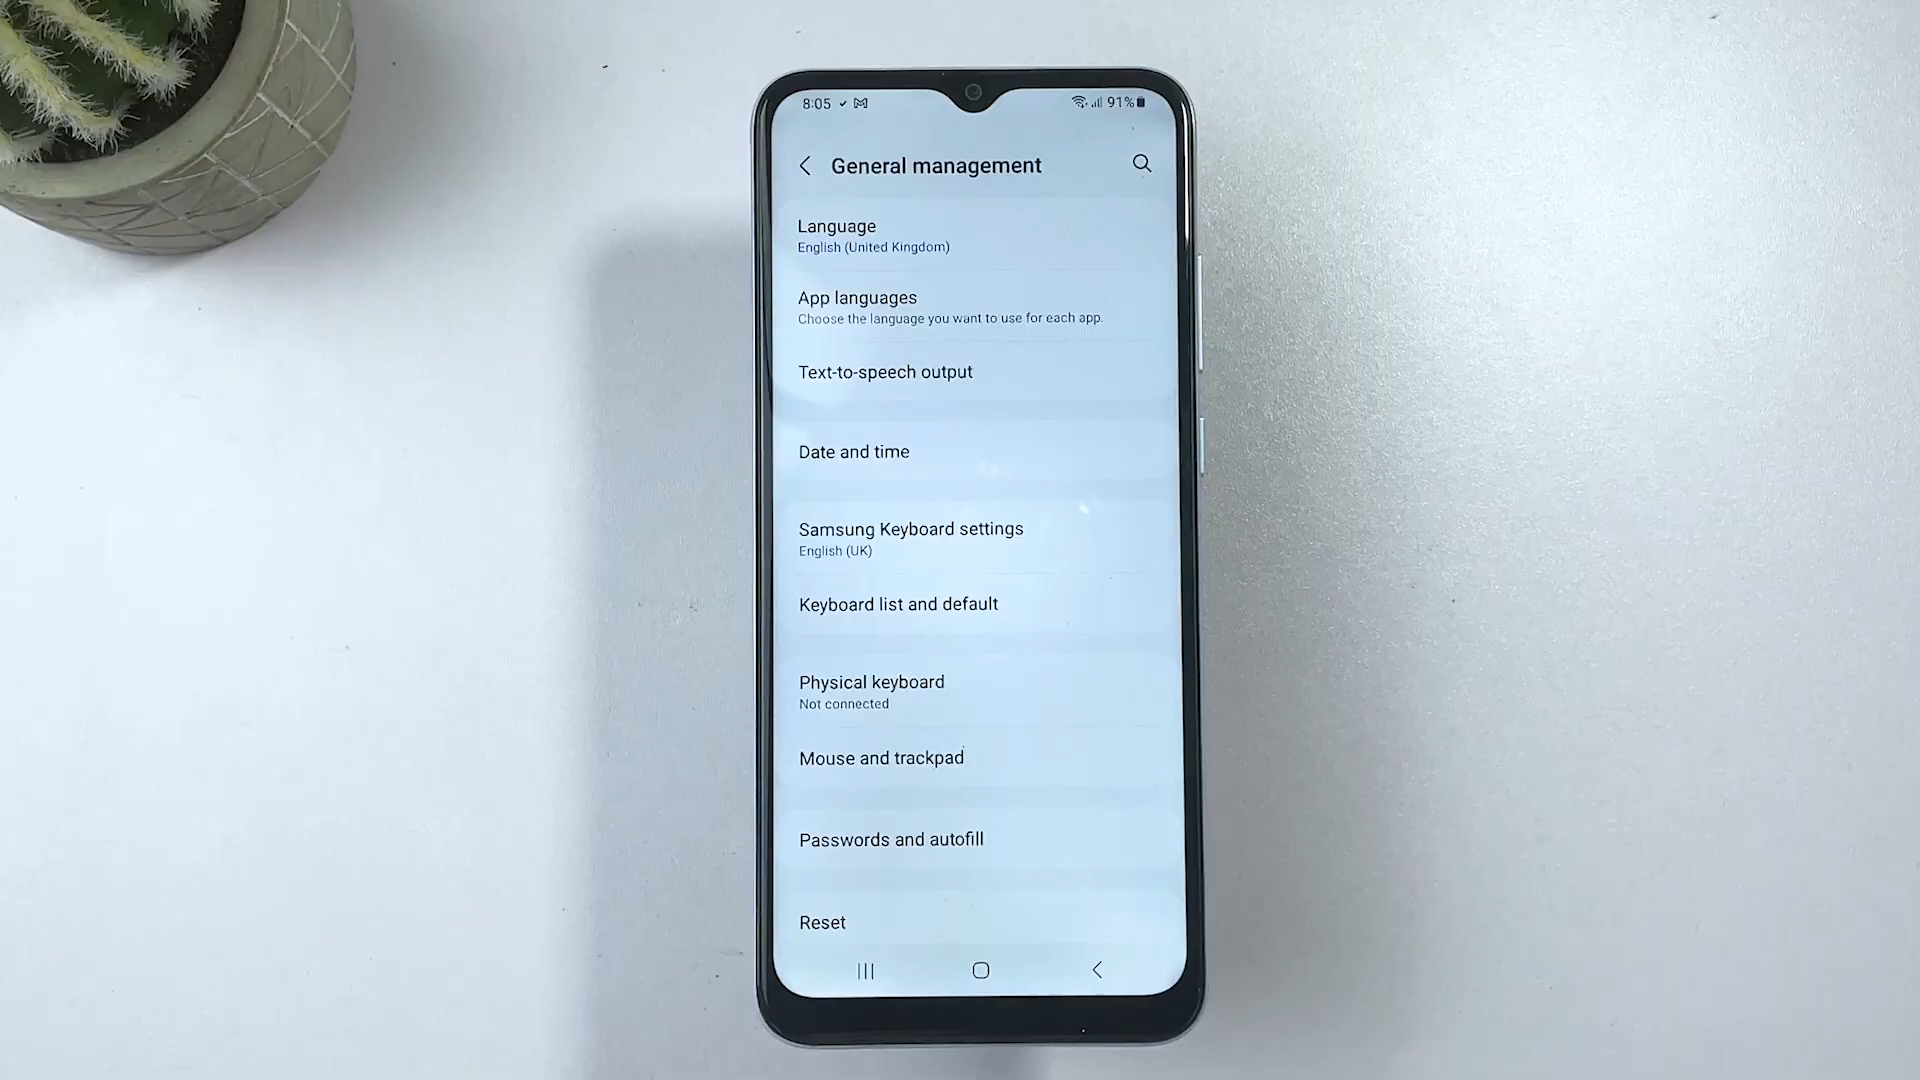 8:05 91%
General management
Language
English (United Kingdom)
App languages
Choose the language you want to use for each app.
Text-to-speech output
Date and time
Samsung Keyboard settings
English (UK)
Keyboard list and default
Physical keyboard
Not connected
Mouse and trackpad
Passwords and autofill
Reset